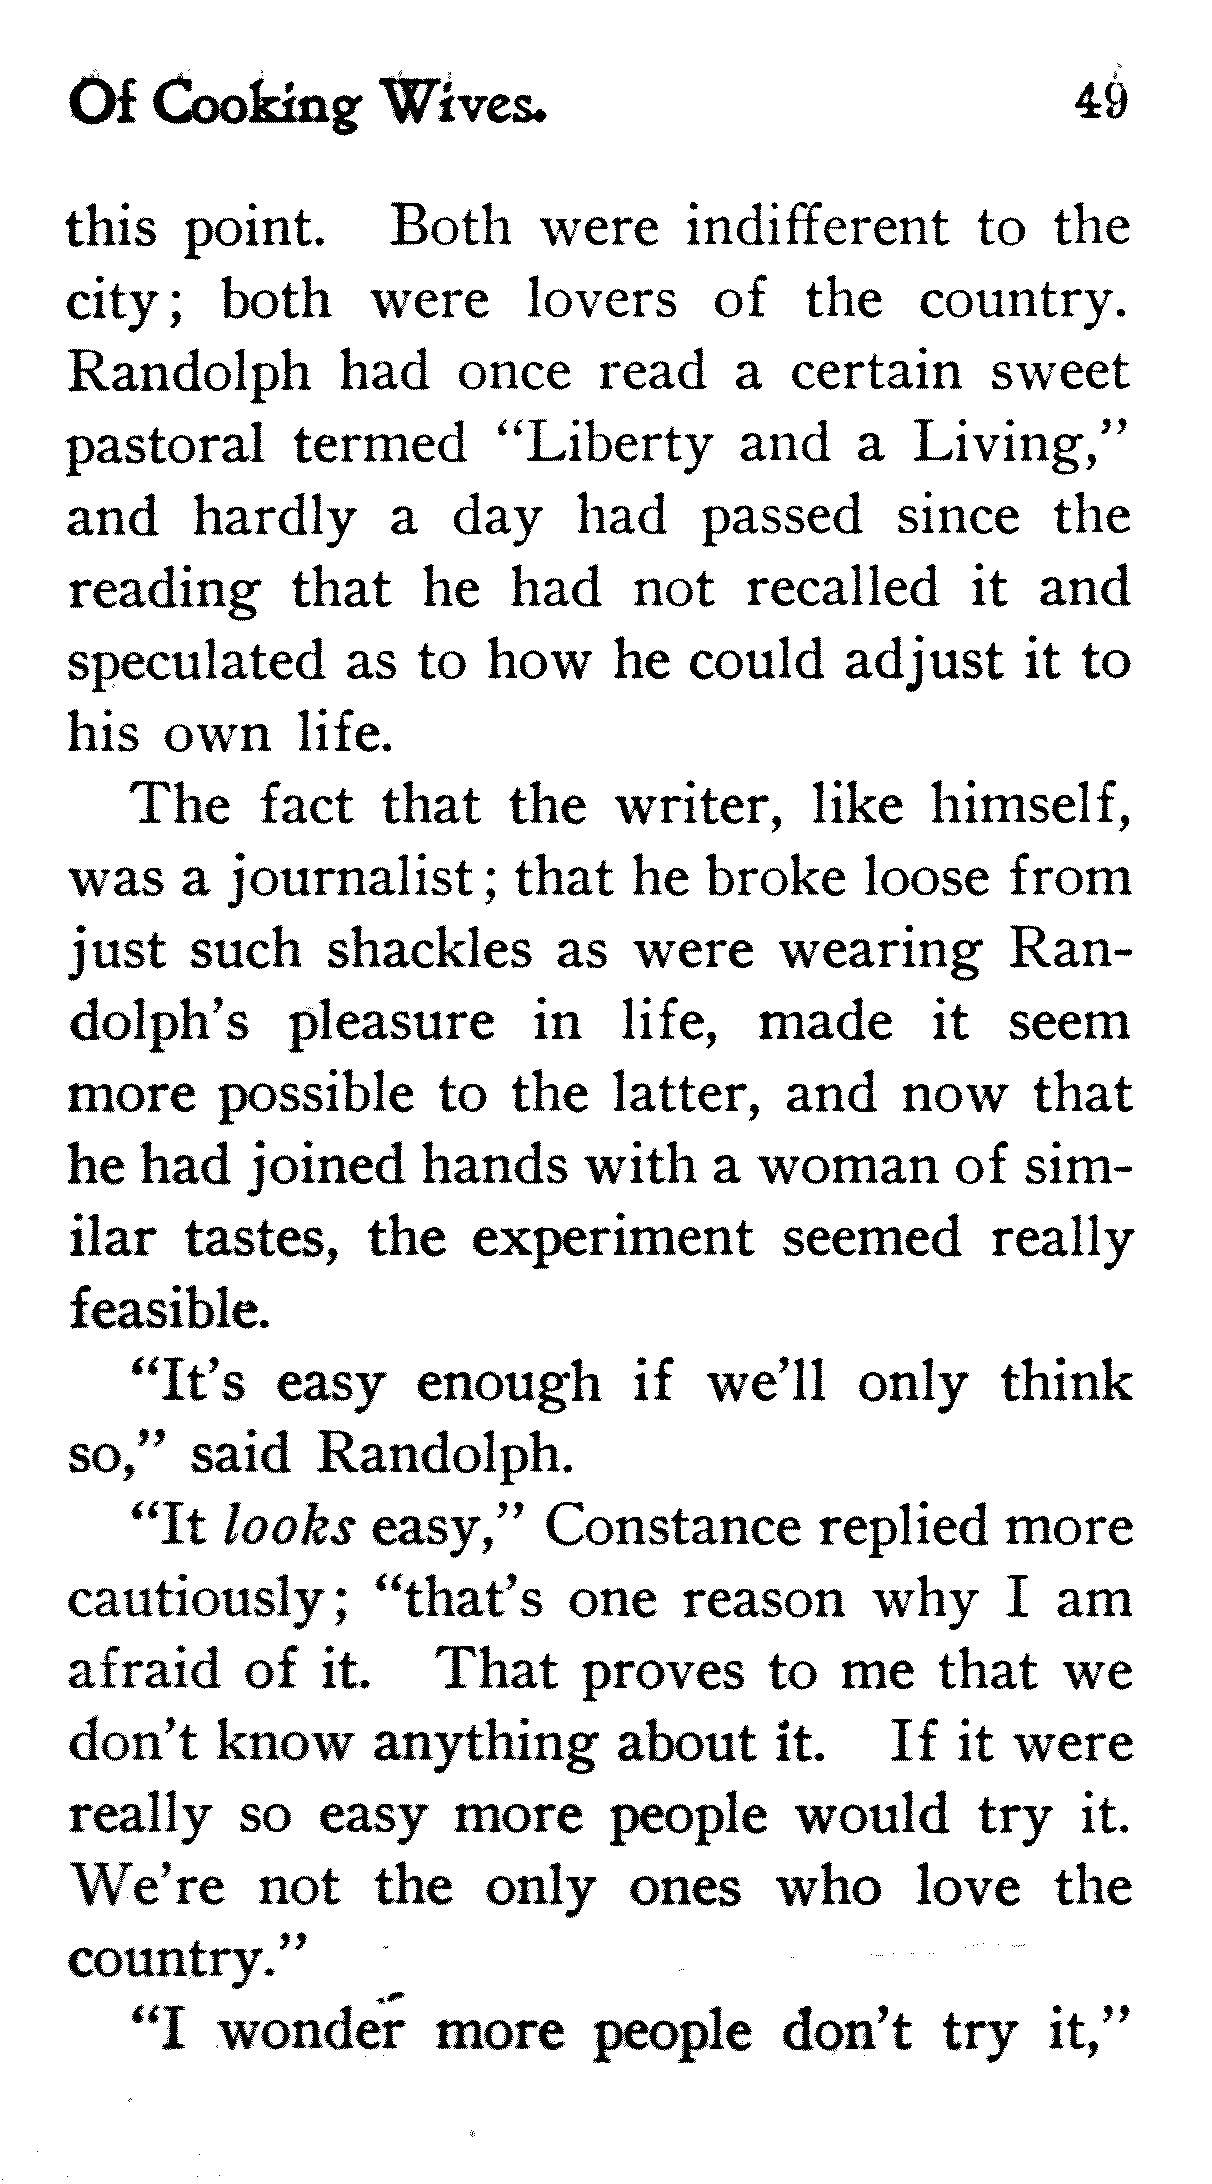 Of Cooking Wives. 49
this point. Both were indifferent to the
city; both were lovers of the country.
Randolph had once read a certain sweet
pastoral termed “Liberty and a Living,”
and hardly a day had passed since the
reading that he had not recalled it and
speculated as to how he could adjust it to
his own life.
The fact that the writer, like himself,
was a journalist; that he broke loose from
just such shackles as were wearing Ran-
dolph’s pleasure in life, made it seem
more possible to the latter, and now that
he had joined hands with a woman of sim-
ilar tastes, the experiment seemed really
feasible.
“It’s easy enough if we’ll only think
so,” said Randolph.
“It looks easy,” Constance replied more
cautiously; “that’s one reason why I am
afraid of it. That proves to me that we
don’t know anything about it. If it were
really so easy more people would try it.
We’re not the only ones who love the
country.”
“I wonder more people don’t try it,”